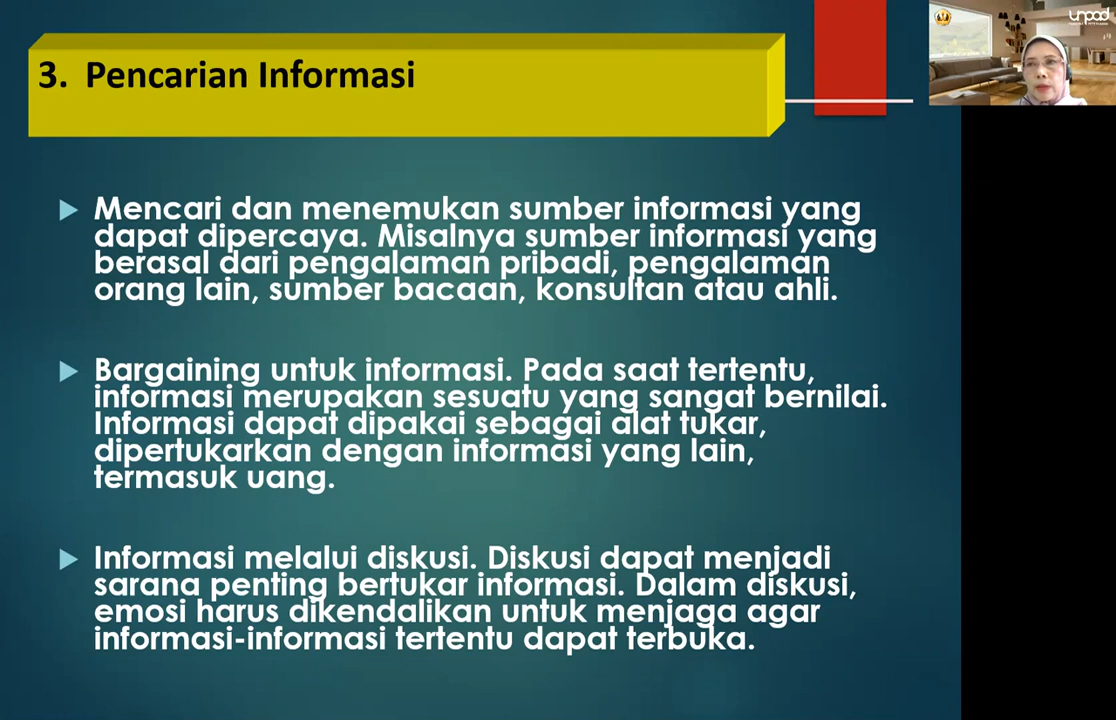 3. Pencarian Informasi
unpad
Mencari dan menemukan sumber informasi yang
dapat dipercaya. Misalnya sumber informasi yang
berasal dari pengalaman pribadi, pengalaman
orang lain, sumber bacaan, konsultan atau ahli.
Bargaining untuk informasi. Pada saat tertentu,
informasi merupakan sesuatu yang sangat bernilai.
Informasi dapat dipakai sebagai alat tukar,
dipertukarkan dengan informasi yang lain,
termasuk uang.
Informasi melalui diskusi. Diskusi dapat menjadi
sarana penting bertukar informasi. Dalam diskusi,
emosi harus dikendalikan untuk menjaga agar
informasi-informasi tertentu dapat terbuka.